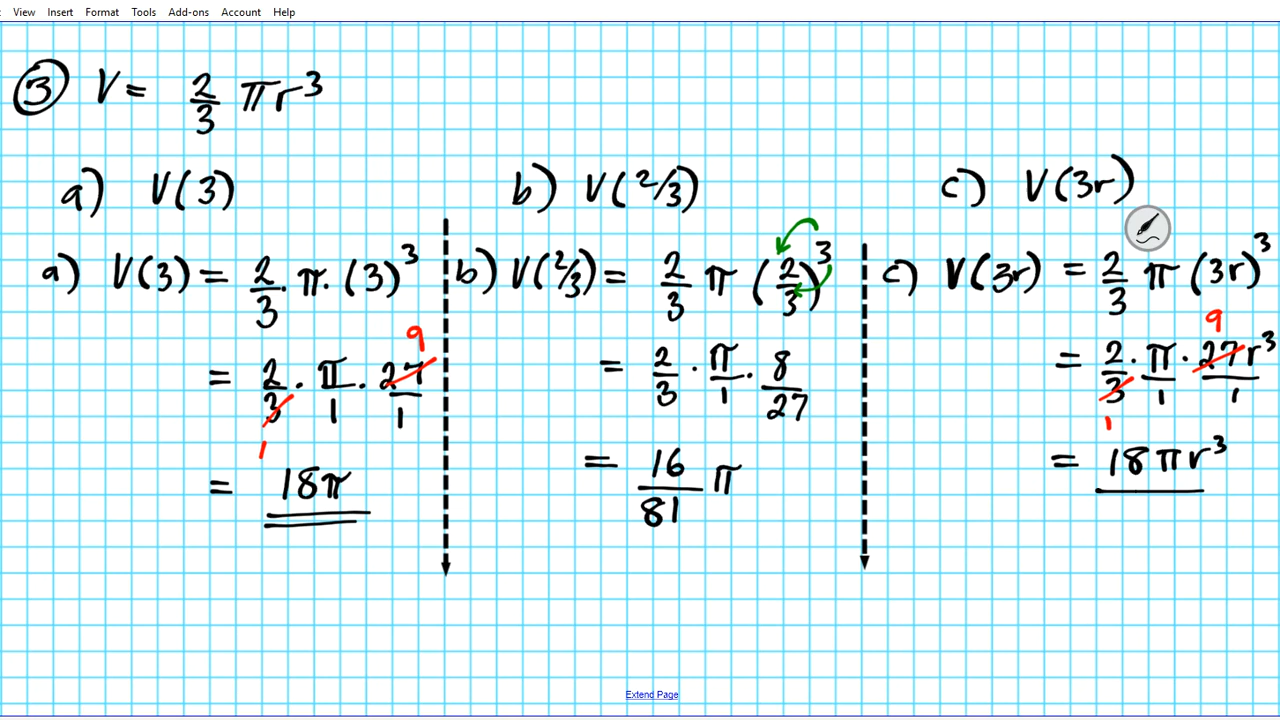 View Insert Format Tools Add-ons Account Help
③ V = 2/3 πr³
a) V(3)
b) V(2/3)
c) V(3r)
a) V(3) = 2/3 · π · (3)³
= 2/3 · π/1 · 27/1
9
1
= 18π
b) V(2/3) = 2/3 π (2/3)³
= 2/3 · π/1 · 8/27
= 16/81 π
c) V(3r) = 2/3 π (3r)³
9
= 2/3 · π/1 · 27r³/1
1
= 18πr³
Extend Page